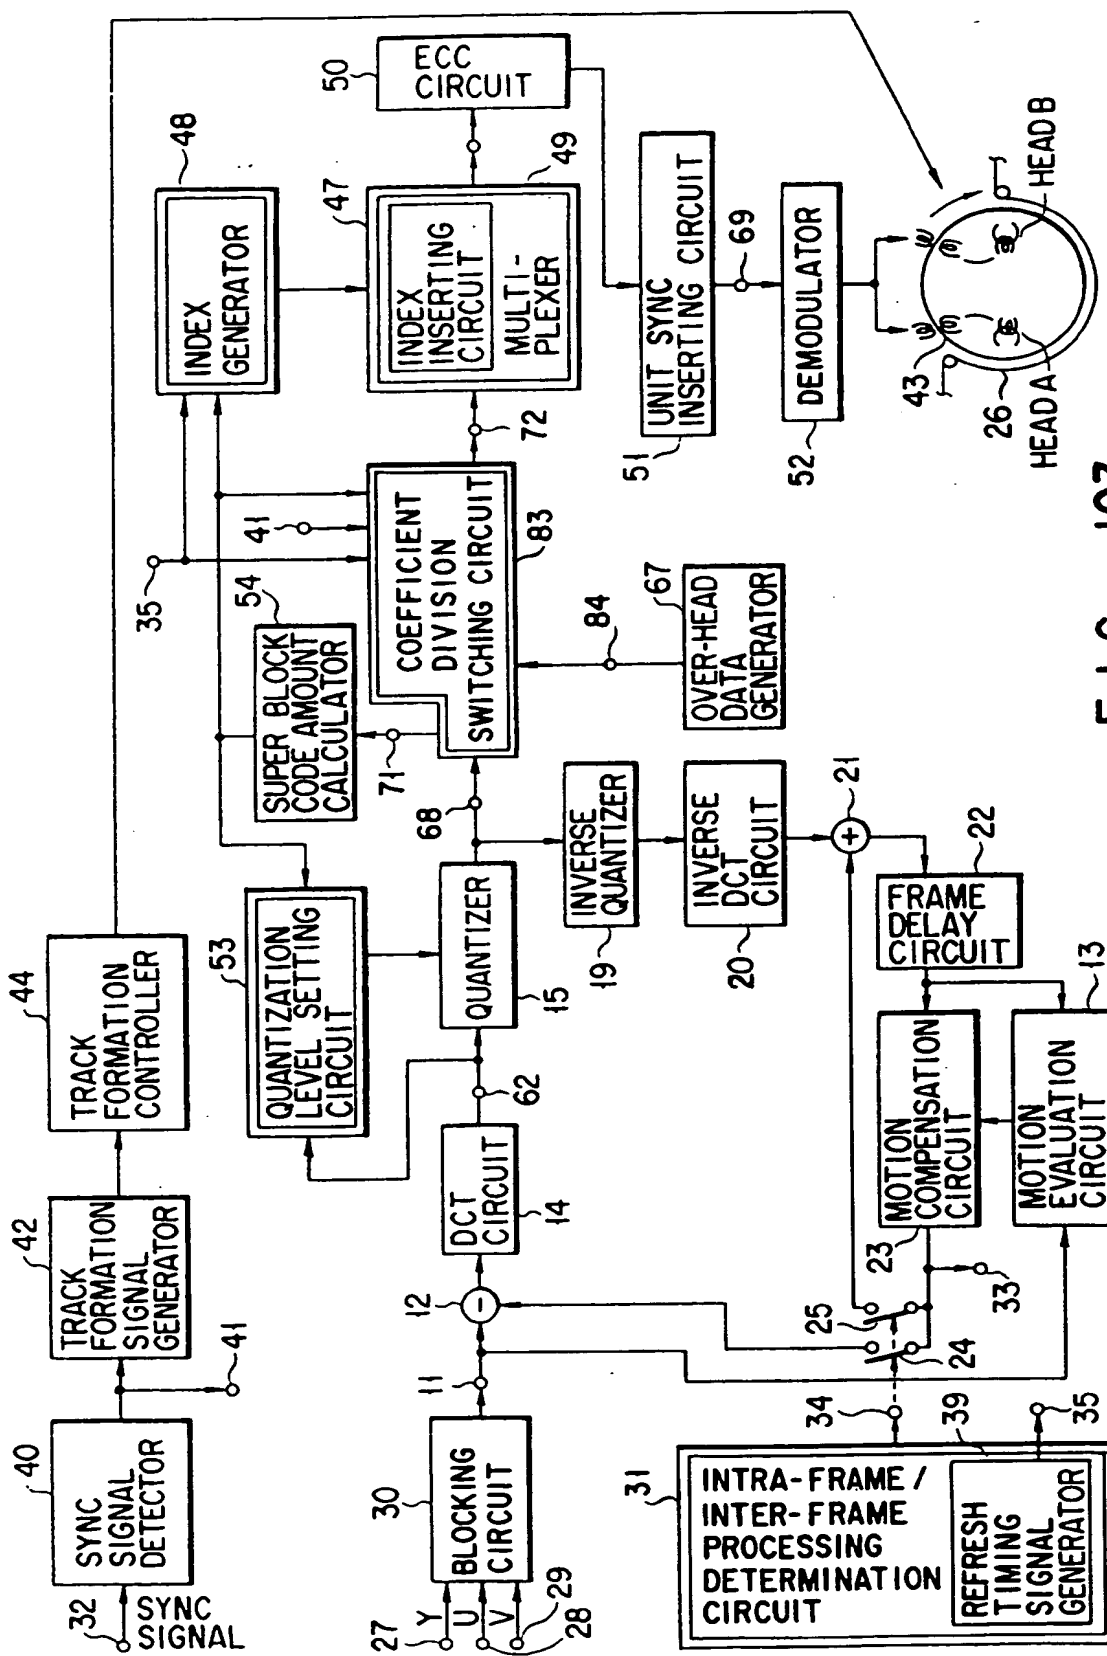 40
SYNC
SIGNAL
DETECTOR
32
SYNC
SIGNAL
41
42
TRACK
FORMATION
SIGNAL
GENERATOR
44
TRACK
FORMATION
CONTROLLER
53
QUANTIZATION
LEVEL SETTING
CIRCUIT
54
SUPER BLOCK
CODE AMOUNT
CALCULATOR
35
41
48
INDEX
GENERATOR
30
BLOCKING
CIRCUIT
27
Y
U
V
28
29
11
12
DCT
CIRCUIT
14
62
QUANTIZER
15
68
71
COEFFICIENT
DIVISION
SWITCHING CIRCUIT
83
72
47
INDEX
INSERTING
CIRCUIT
MULTI-
PLEXER
49
50
ECC
CIRCUIT
INVERSE
QUANTIZER
19
INVERSE
DCT
CIRCUIT
20
84
67
OVER-HEAD
DATA
GENERATOR
UNIT SYNC
INSERTING CIRCUIT
51
69
DEMODULATOR
52
21
22
FRAME
DELAY
CIRCUIT
MOTION
COMPENSATION
CIRCUIT
23
13
MOTION
EVALUATION
CIRCUIT
25
24
33
34
31
INTRA-FRAME /
INTER-FRAME
PROCESSING
DETERMINATION
CIRCUIT
39
REFRESH
TIMING
SIGNAL
GENERATOR
35
43
26
HEAD A
HEAD B